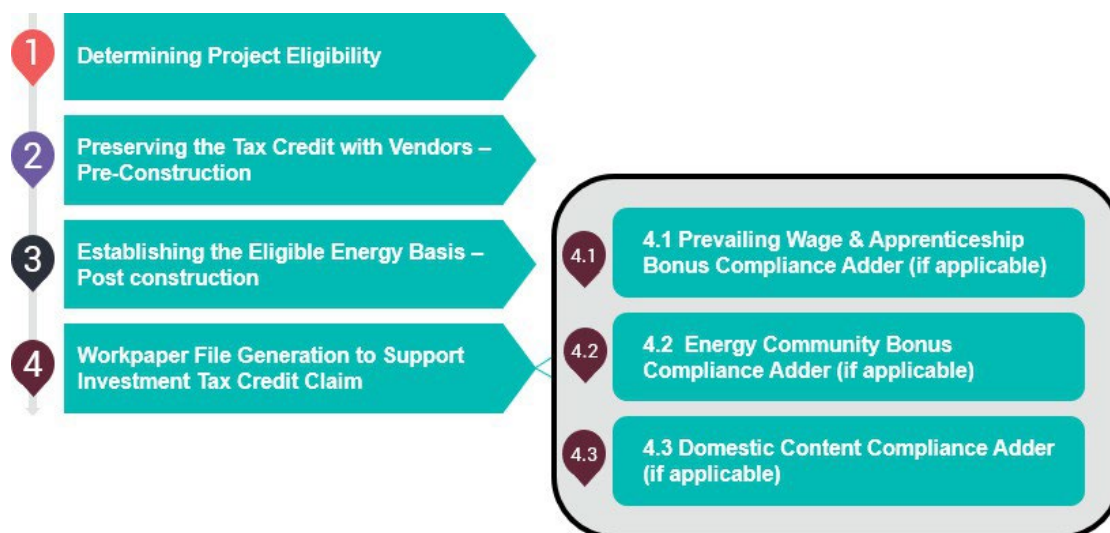 1
Determining Project Eligibility
2
Preserving the Tax Credit with Vendors –
Pre-Construction
3
Establishing the Eligible Energy Basis –
Post construction
4
Workpaper File Generation to Support
Investment Tax Credit Claim
4.1
4.1 Prevailing Wage & Apprenticeship
Bonus Compliance Adder (if applicable)
4.2
4.2 Energy Community Bonus
Compliance Adder (if applicable)
4.3
4.3 Domestic Content Compliance Adder
(if applicable)